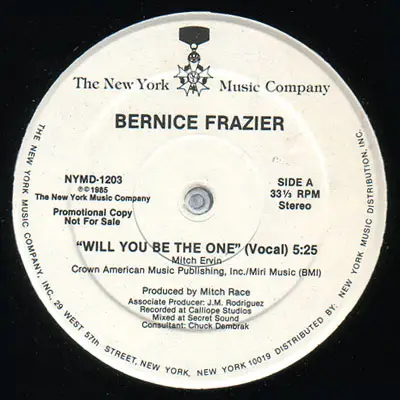 The New York Music Company
BERNICE FRAZIER
NYMD-1203
℗©1985
The New York Music Company
Promotional Copy
Not For Sale
SIDE A
33⅓ RPM
Stereo
"WILL YOU BE THE ONE" (Vocal) 5:25
Mitch Ervin
Crown American Music Publishing, Inc./Miri Music (BMI)
Produced by Mitch Race
Associate Producer: J.M. Rodriguez
Recorded at Calliope Studios
Mixed at Secret Sound
Consultant: Chuck Dembrak
THE NEW YORK MUSIC COMPANY, INC., 29 WEST 57th STREET, NEW YORK, NEW YORK 10019 DISTRIBUTED BY: NEW YORK MUSIC DISTRIBUTION, INC.